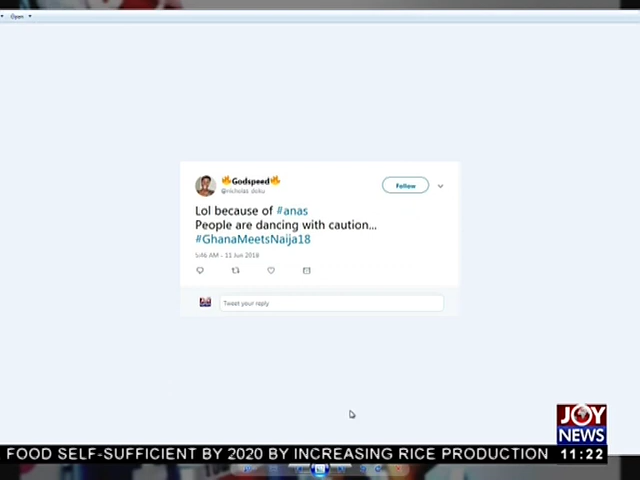 Open
Godspeed
@nicholas_doku
Follow
Lol because of #anas
People are dancing with caution...
#GhanaMeetsNaija18
5:46 AM - 11 Jun 2018
Tweet your reply
JOY
NEWS
FOOD SELF-SUFFICIENT BY 2020 BY INCREASING RICE PRODUCTION
11:22